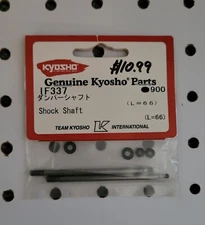 KYOSHO
$10.99
Genuine Kyosho Parts
IF337
900
ダンパーシャフト
(L=66)
Shock Shaft
(L=66)
TEAM KYOSHO K INTERNATIONAL